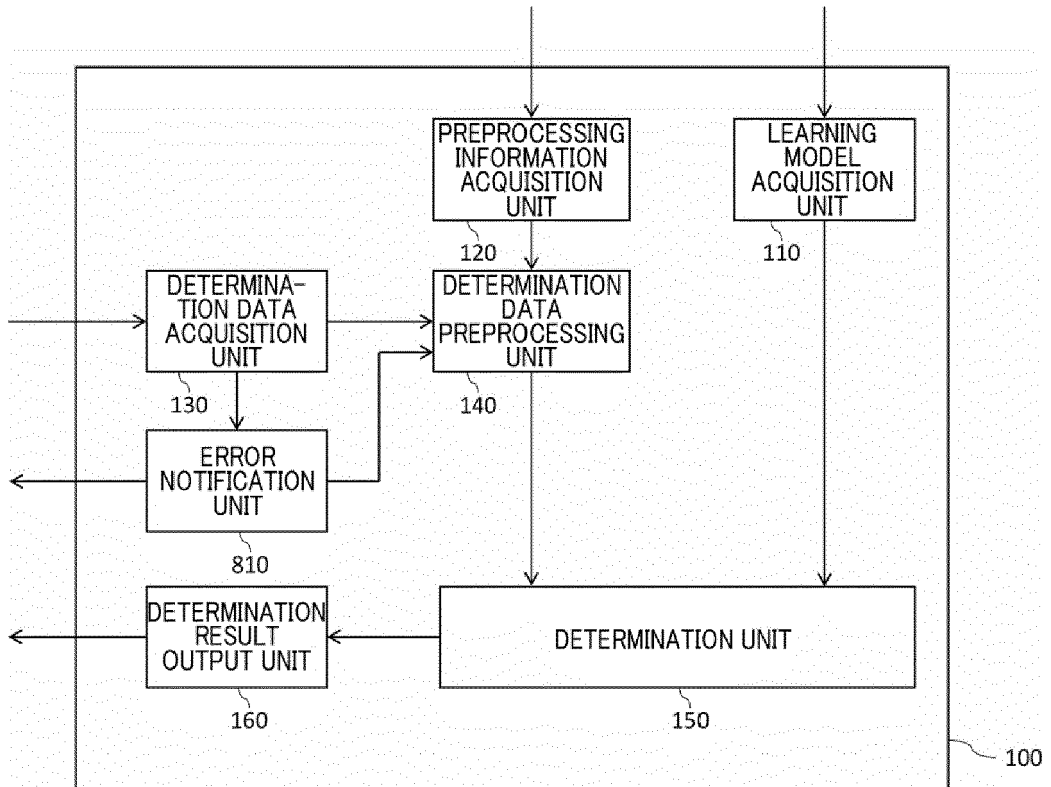 PREPROCESSING
INFORMATION
ACQUISITION
UNIT
120
LEARNING
MODEL
ACQUISITION
UNIT
110
DETERMINA-
TION DATA
ACQUISITION
UNIT
130
DETERMINATION
DATA
PREPROCESSING
UNIT
140
ERROR
NOTIFICATION
UNIT
810
DETERMINATION
RESULT
OUTPUT UNIT
160
DETERMINATION UNIT
150
100